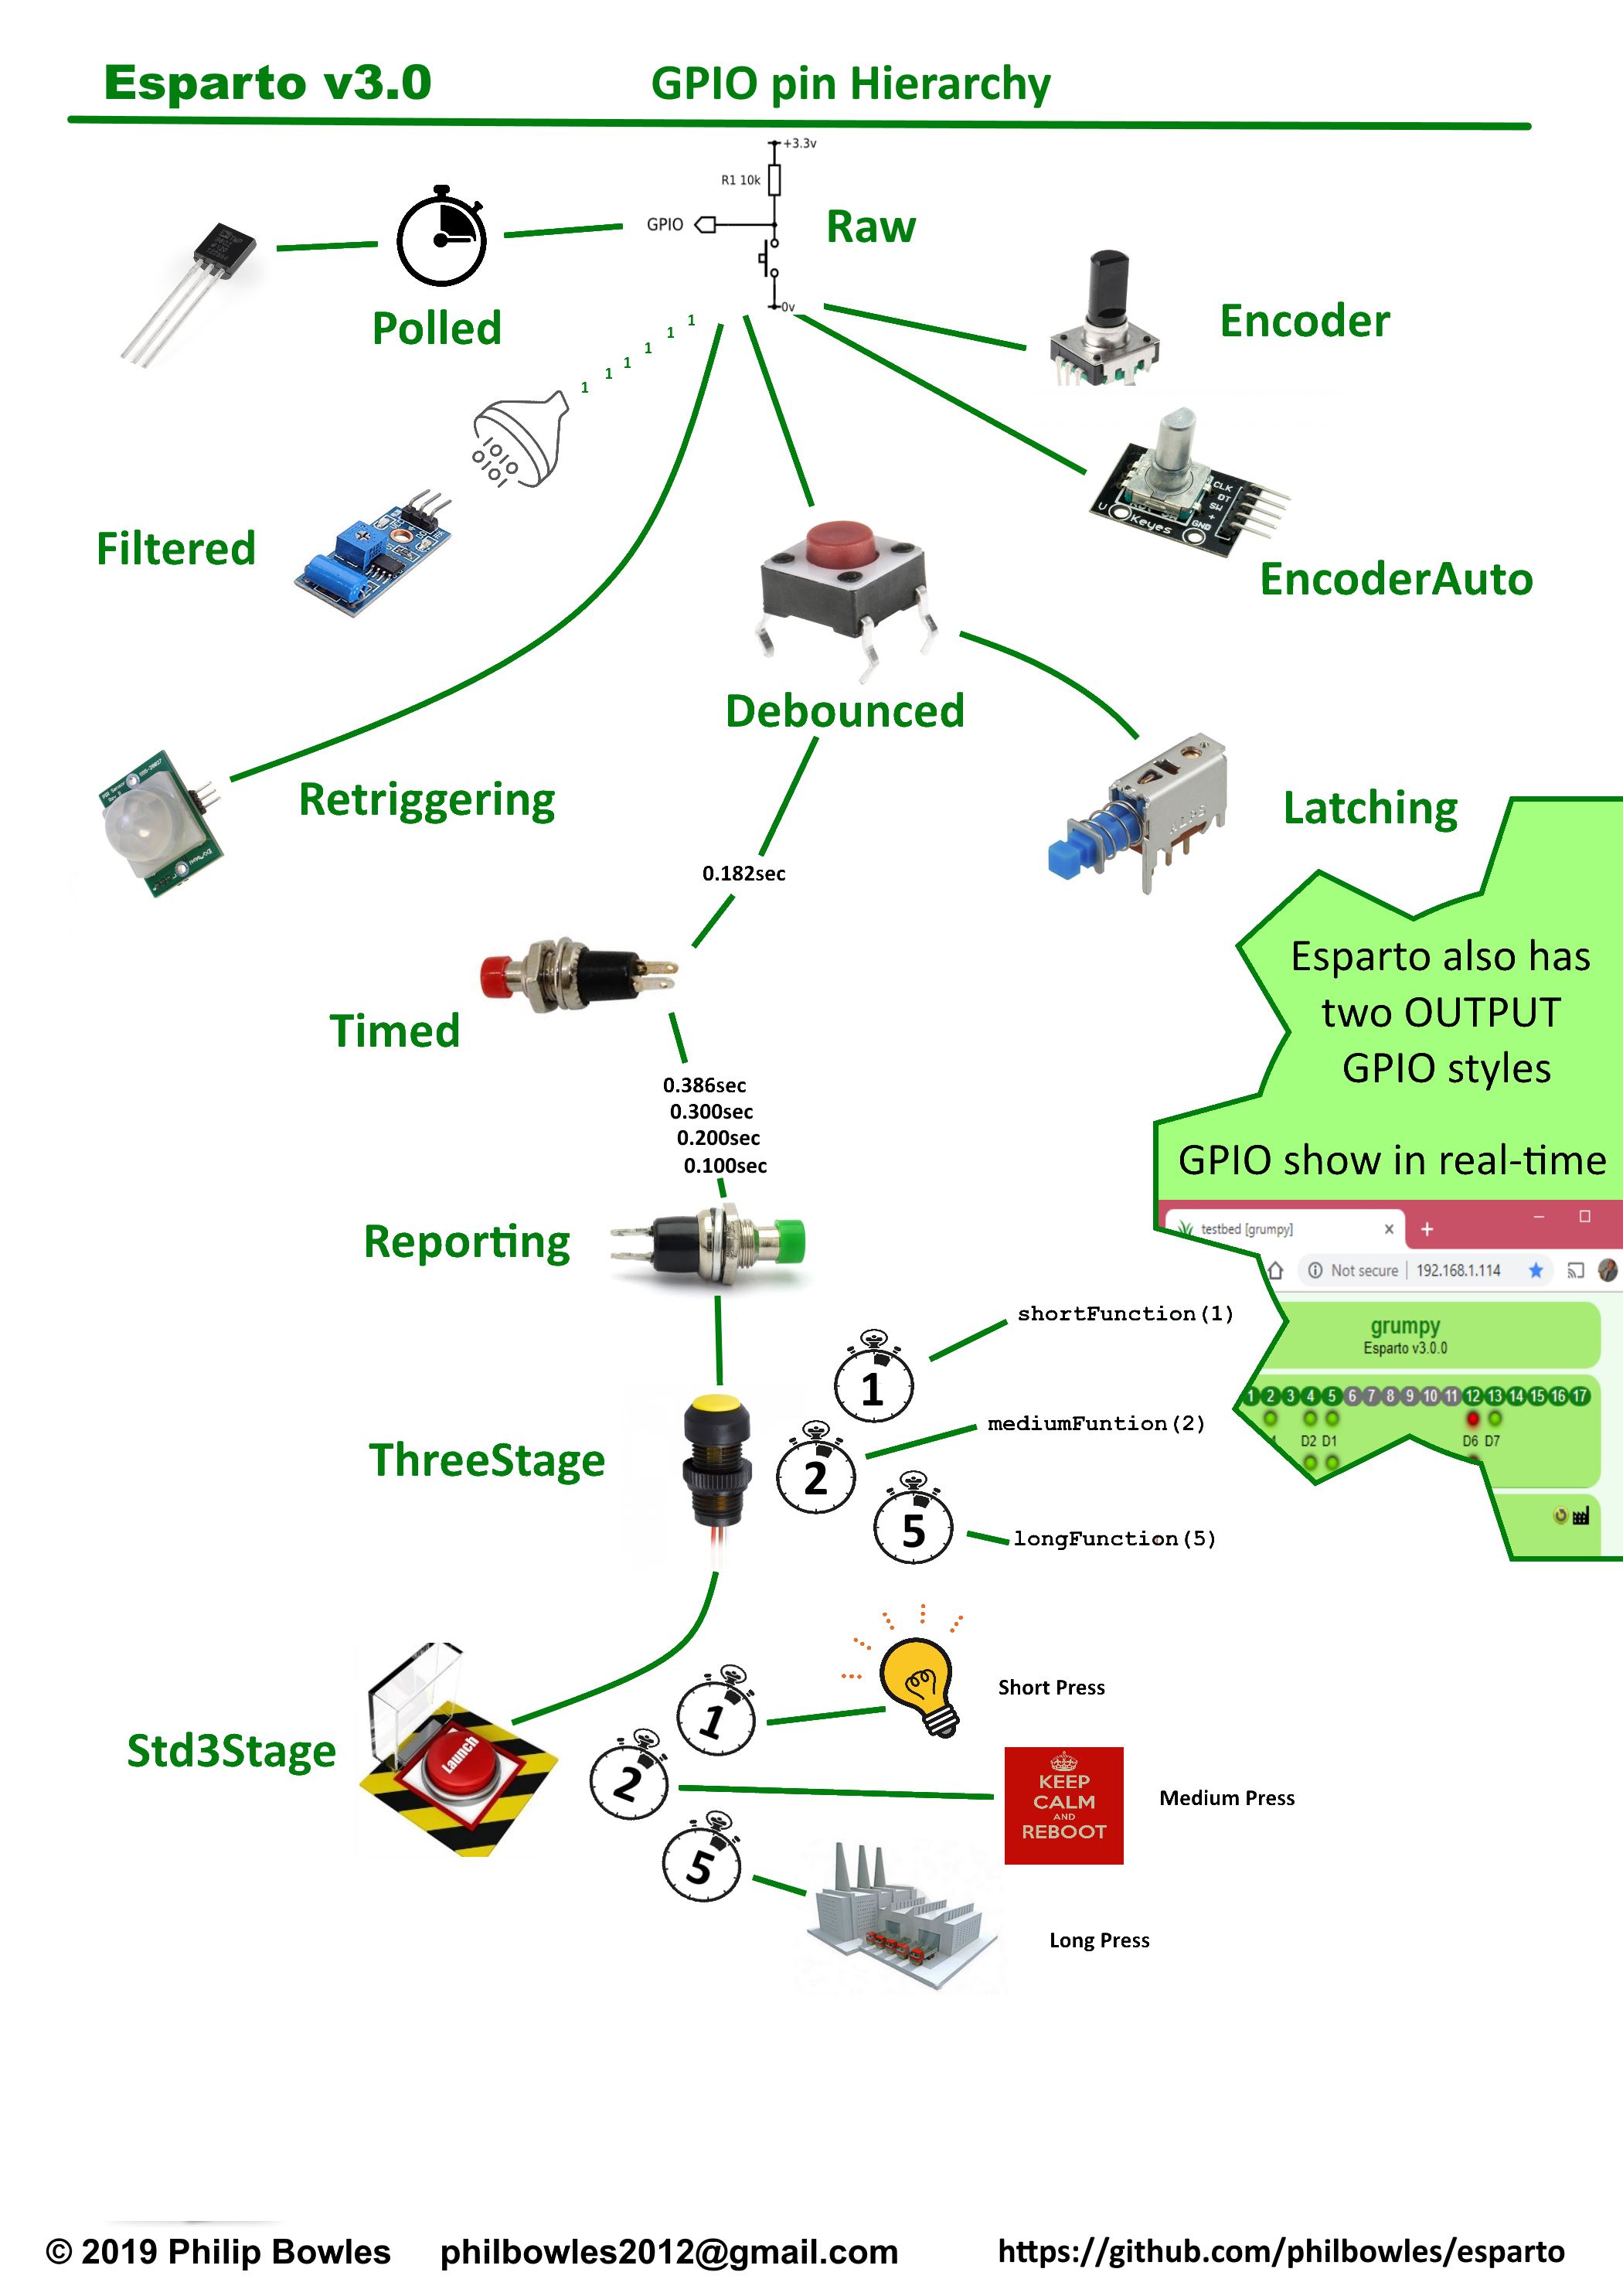 Esparto v3.0
GPIO pin Hierarchy
+3.3v
R1 10k
GPIO
Raw
0v
Polled
Encoder
1 1 1 1 1 1
1010
0101
Filtered
CLK
DT
SW
+
GND
Keyes
EncoderAuto
Debounced
Retriggering
Latching
ALPS
0.182sec
Esparto also has
two OUTPUT
GPIO styles
Timed
0.386sec
0.300sec
0.200sec
0.100sec
GPIO show in real-time
Reporting
testbed [grumpy]
Not secure | 192.168.1.114
grumpy
Esparto v3.0.0
1 2 3 4 5 6 7 8 9 10 11 12 13 14 15 16 17
D2 D1 D6 D7
shortFunction(1)
1
mediumFuntion(2)
2
ThreeStage
5
longFunction(5)
Short Press
1
Std3Stage
Launch
2
KEEP
CALM
AND
REBOOT
Medium Press
5
Long Press
© 2019 Philip Bowles
philbowles2012@gmail.com
https://github.com/philbowles/esparto